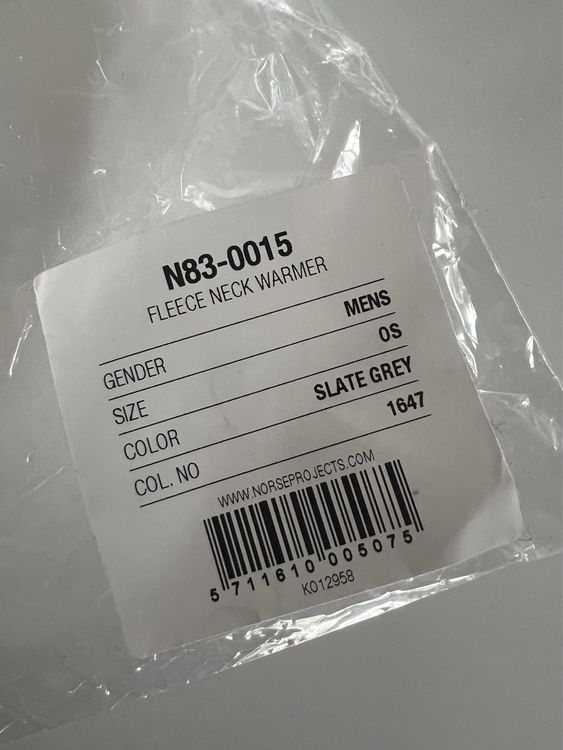 N83-0015
FLEECE NECK WARMER
GENDER MENS
SIZE OS
COLOR SLATE GREY
COL. NO 1647
WWW.NORSEPROJECTS.COM
5 711610 005075
KO12958